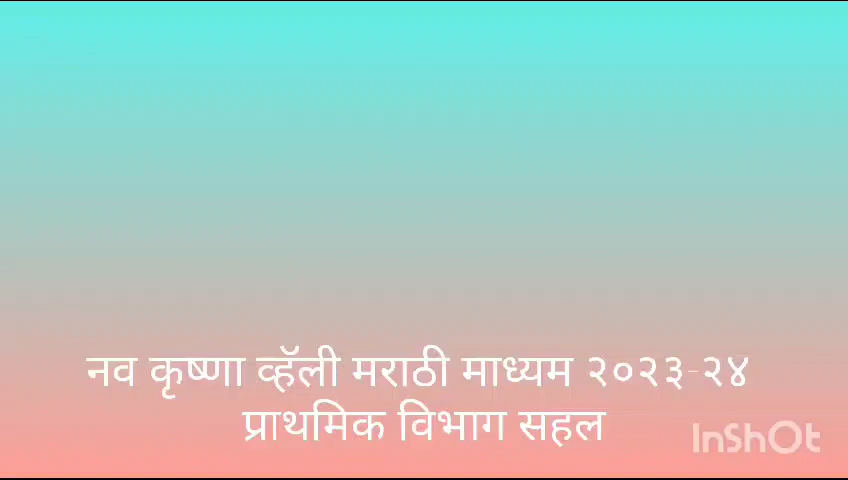 नव कृष्णा व्हॅली मराठी माध्यम २०२३-२४
प्राथमिक विभाग सहल
InShOt